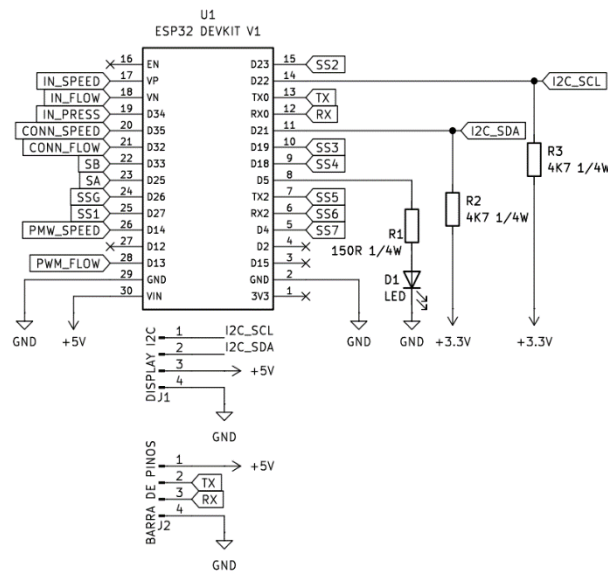 U1
ESP32 DEVKIT V1
16 EN D23 15 SS2
IN_SPEED 17 VP D22 14 I2C_SCL
IN_FLOW 18 VN TX0 13 TX
IN_PRESS 19 D34 RX0 12 RX
CONN_SPEED 20 D35 D21 11 I2C_SDA
CONN_FLOW 21 D32 D19 10 SS3
SB 22 D33 D18 9 SS4
SA 23 D25 D5 8
SSG 24 D26 TX2 7 SS5
SS1 25 D27 RX2 6 SS6
PMW_SPEED 26 D14 D4 5 SS7
27 D12 D2 4
PWM_FLOW 28 D13 D15 3
29 GND GND 2
30 VIN 3V3 1
R3
4K7 1/4W
R2
4K7 1/4W
R1
150R 1/4W
D1
LED
GND
+5V
GND
GND
+3.3V
+3.3V
DISPLAY I2C
1 I2C_SCL
2 I2C_SDA
3 +5V
4
J1
GND
BARRA DE PINOS
1 +5V
2 TX
3 RX
4
J2
GND